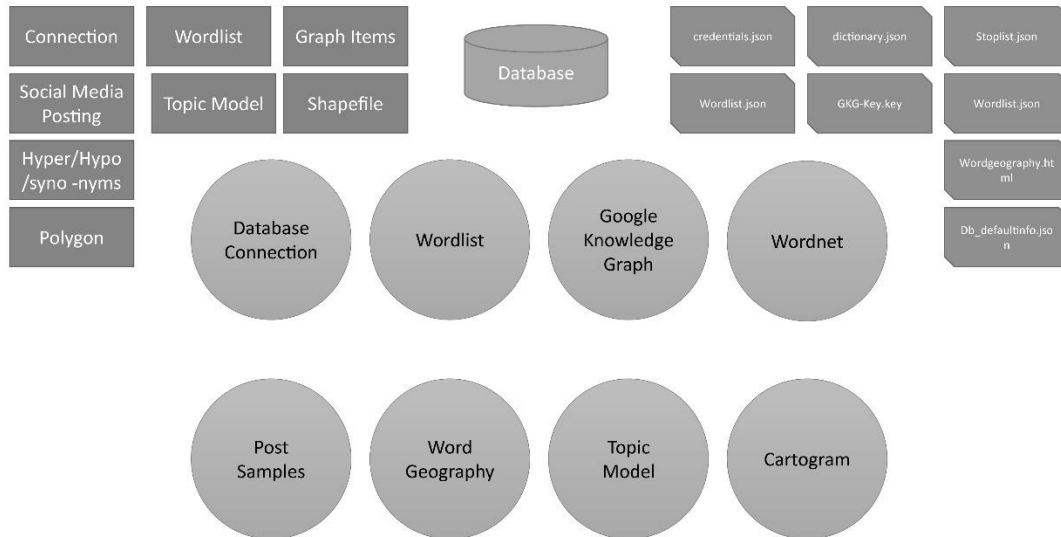 Connection
Wordlist
Graph Items
Database
credentials.json
dictionary.json
Stoplist.json
Social Media
Posting
Topic Model
Shapefile
Wordlist.json
GKG-Key.key
Wordlist.json
Hyper/Hypo
/syno -nyms
Wordgeography.ht
ml
Polygon
Db_defaultinfo.jso
n
Database
Connection
Wordlist
Google
Knowledge
Graph
Wordnet
Post
Samples
Word
Geography
Topic
Model
Cartogram